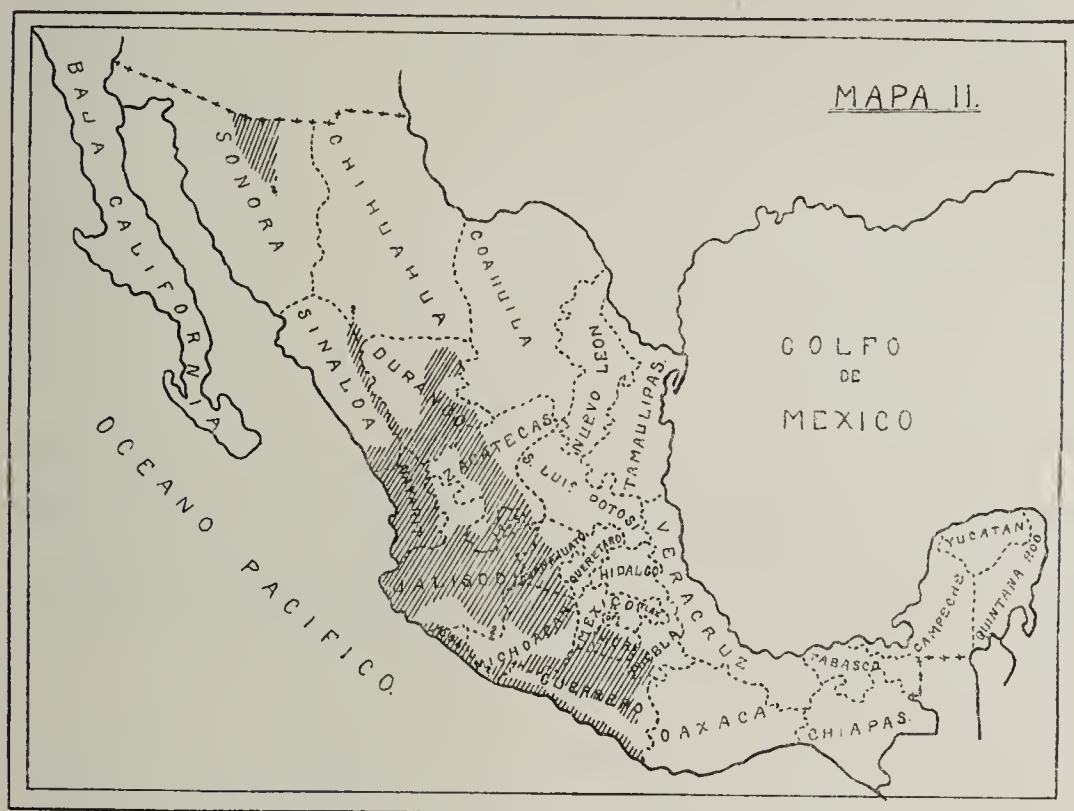 MAPA II.
BAJA CALIFORNIA
SONORA
CHIHUAHUA
COAHUILA
SINALOA
DURANGO
NUEVO LEON
TAMAULIPAS.
GOLFO
DE
MEXICO
ZACATECAS
S. LUIS POTOSI
NAYARIT
OCEANO PACIFICO.
JALISCO
QUERETARO
HIDALGO
VERACRUZ
MEXICO
PUEBLA
GUERRERO
OAXACA
TABASCO
CHIAPAS.
CAMPECHE
YUCATAN
QUINTANA ROO